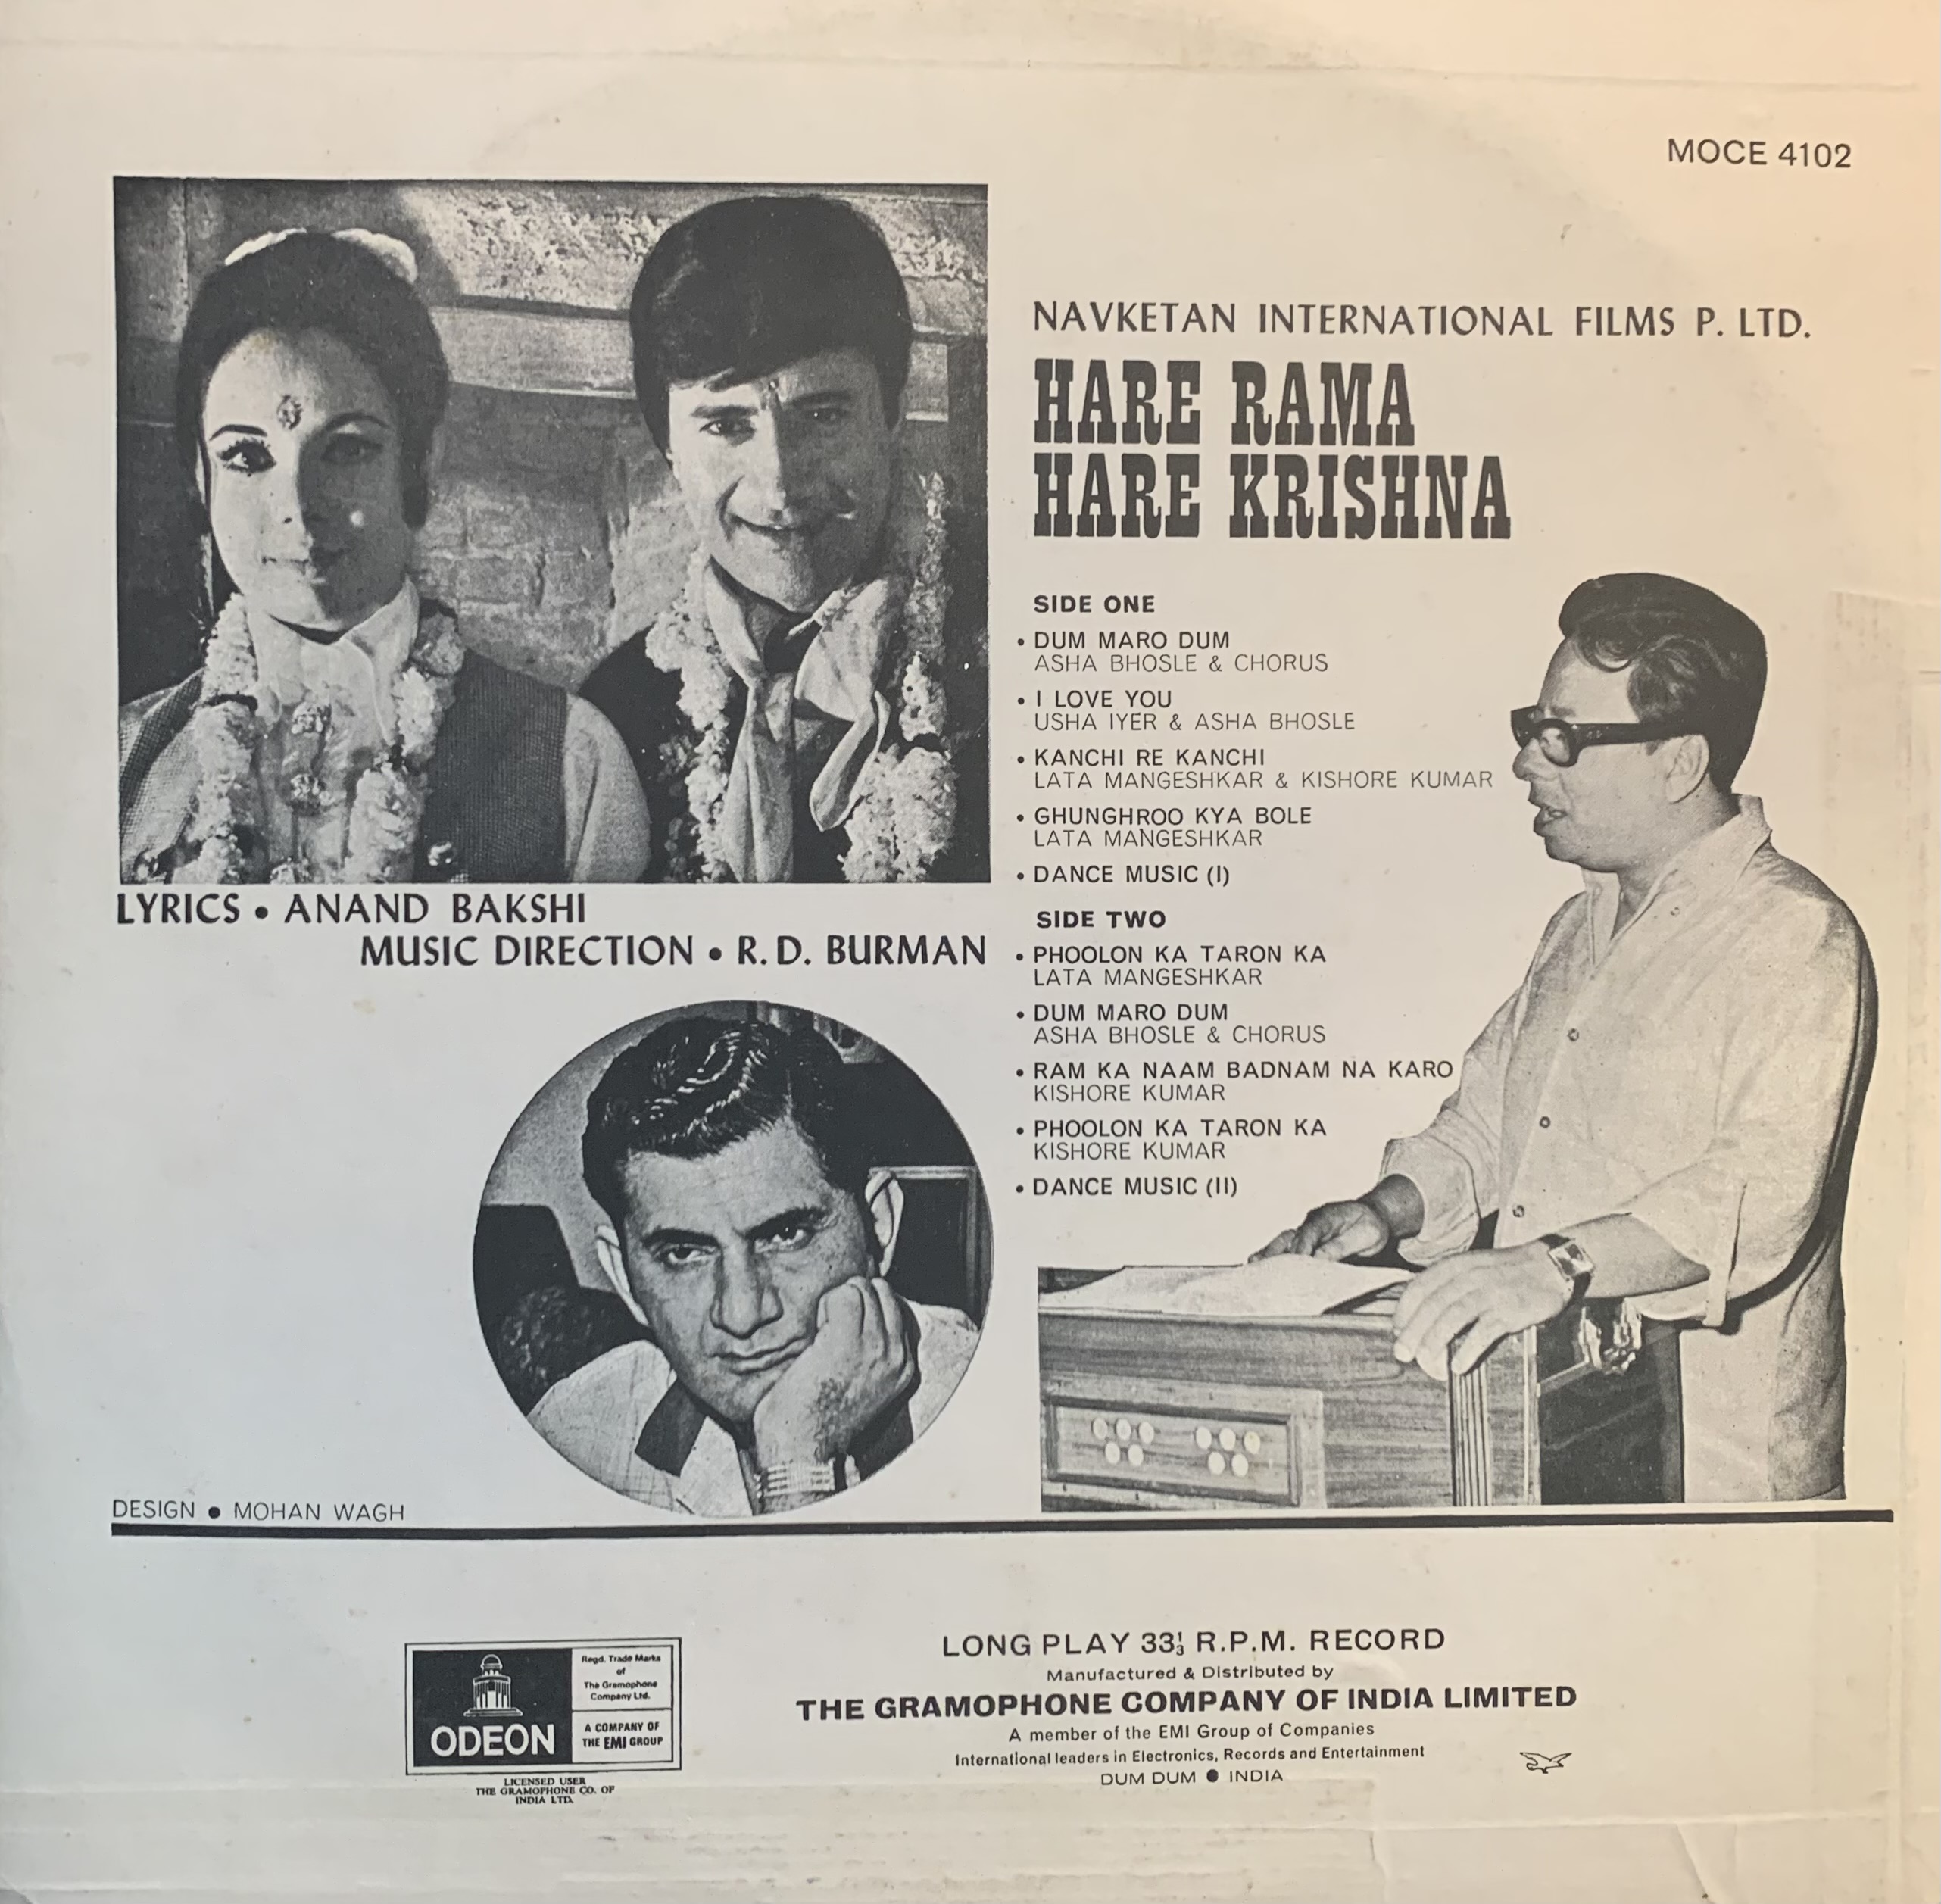 MOCE 4102
NAVKETAN INTERNATIONAL FILMS P. LTD.
HARE RAMA
HARE KRISHNA
SIDE ONE
• DUM MARO DUM
ASHA BHOSLE & CHORUS
• I LOVE YOU
USHA IYER & ASHA BHOSLE
• KANCHI RE KANCHI
LATA MANGESHKAR & KISHORE KUMAR
• GHUNGHROO KYA BOLE
LATA MANGESHKAR
• DANCE MUSIC (I)
SIDE TWO
• PHOOLON KA TARON KA
LATA MANGESHKAR
• DUM MARO DUM
ASHA BHOSLE & CHORUS
• RAM KA NAAM BADNAM NA KARO
KISHORE KUMAR
• PHOOLON KA TARON KA
KISHORE KUMAR
• DANCE MUSIC (II)
LYRICS • ANAND BAKSHI
MUSIC DIRECTION • R. D. BURMAN
DESIGN ● MOHAN WAGH
ODEON
Regd. Trade Marks
of
The Gramophone
Company Ltd.
A COMPANY OF
THE EMI GROUP
LICENSED USER
THE GRAMOPHONE CO. OF
INDIA LTD.
LONG PLAY 33⅓ R.P.M. RECORD
Manufactured & Distributed by
THE GRAMOPHONE COMPANY OF INDIA LIMITED
A member of the EMI Group of Companies
International leaders in Electronics, Records and Entertainment
DUM DUM ● INDIA